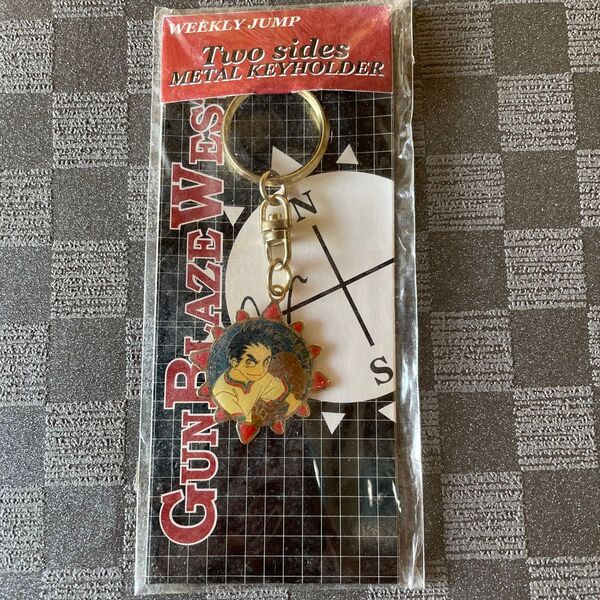 WEEKLY JUMP
Two sides
METAL KEYHOLDER
GUN BLAZE WEST
N
S